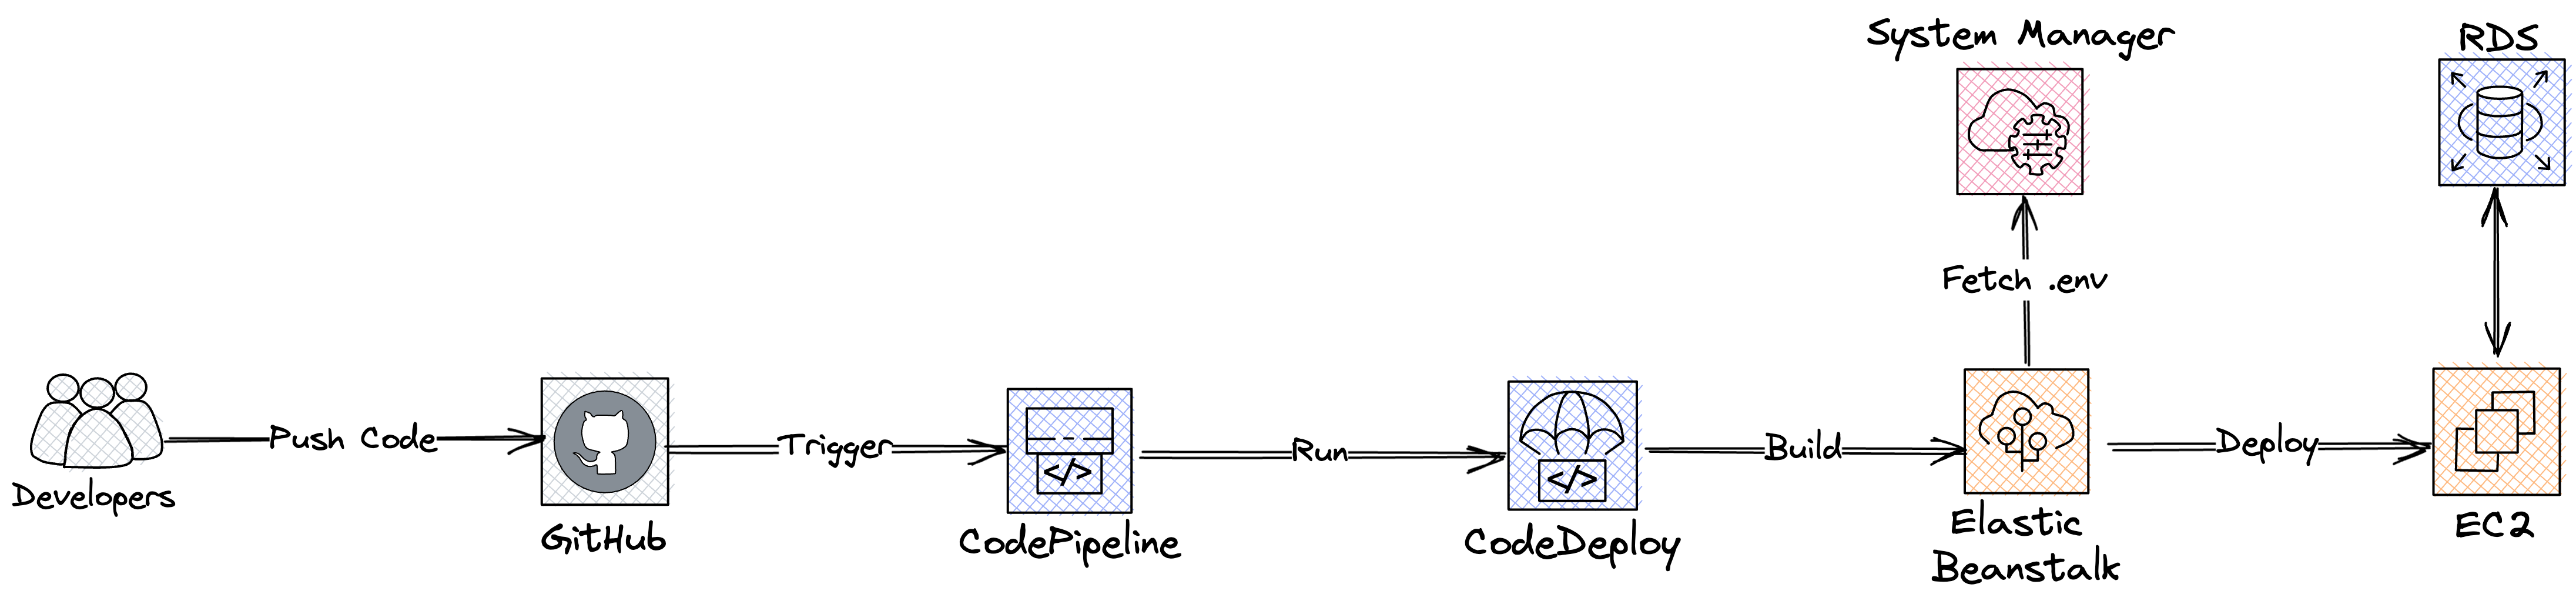 System Manager
RDS
Fetch .env
Push Code
Trigger
Run
Build
Deploy
</>
</>
Developers
GitHub
CodePipeline
CodeDeploy
Elastic
Beanstalk
EC2